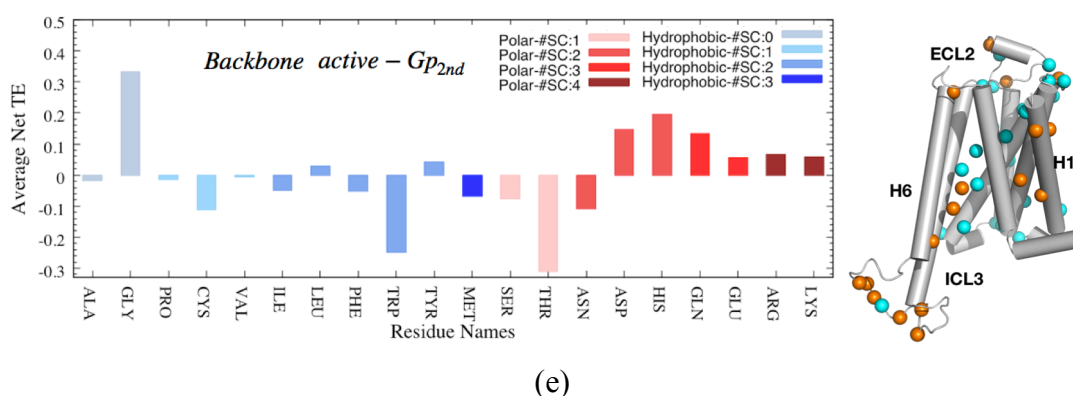 Backbone active – Gp2nd
Polar-#SC:1
Polar-#SC:2
Polar-#SC:3
Polar-#SC:4
Hydrophobic-#SC:0
Hydrophobic-#SC:1
Hydrophobic-#SC:2
Hydrophobic-#SC:3
Average Net TE
0.5
0.4
0.3
0.2
0.1
0
-0.1
-0.2
-0.3
ALA
GLY
PRO
CYS
VAL
ILE
LEU
PHE
TRP
TYR
MET
SER
THR
ASN
ASP
HIS
GLN
GLU
ARG
LYS
Residue Names
ECL2
H1
H6
ICL3
(e)